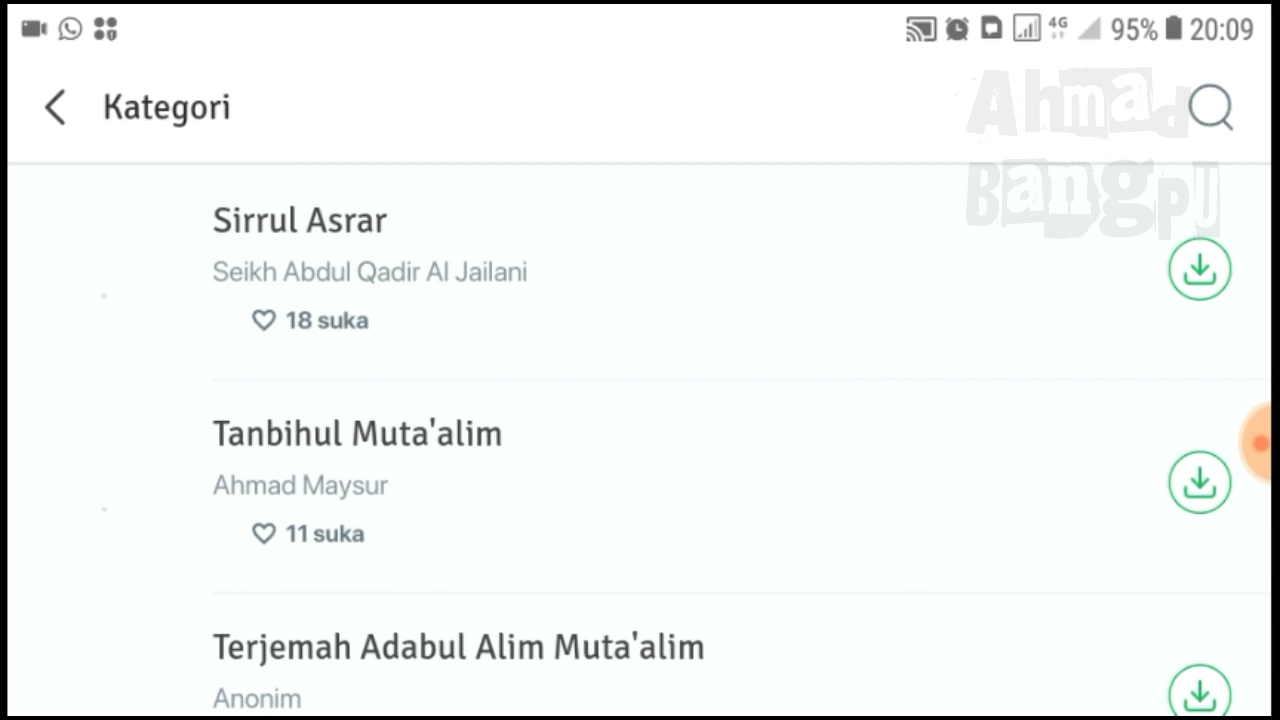 4G 95% 20:09
Kategori
Ahmad
BangpU
Sirrul Asrar
Seikh Abdul Qadir Al Jailani
18 suka
Tanbihul Muta'alim
Ahmad Maysur
11 suka
Terjemah Adabul Alim Muta'alim
Anonim